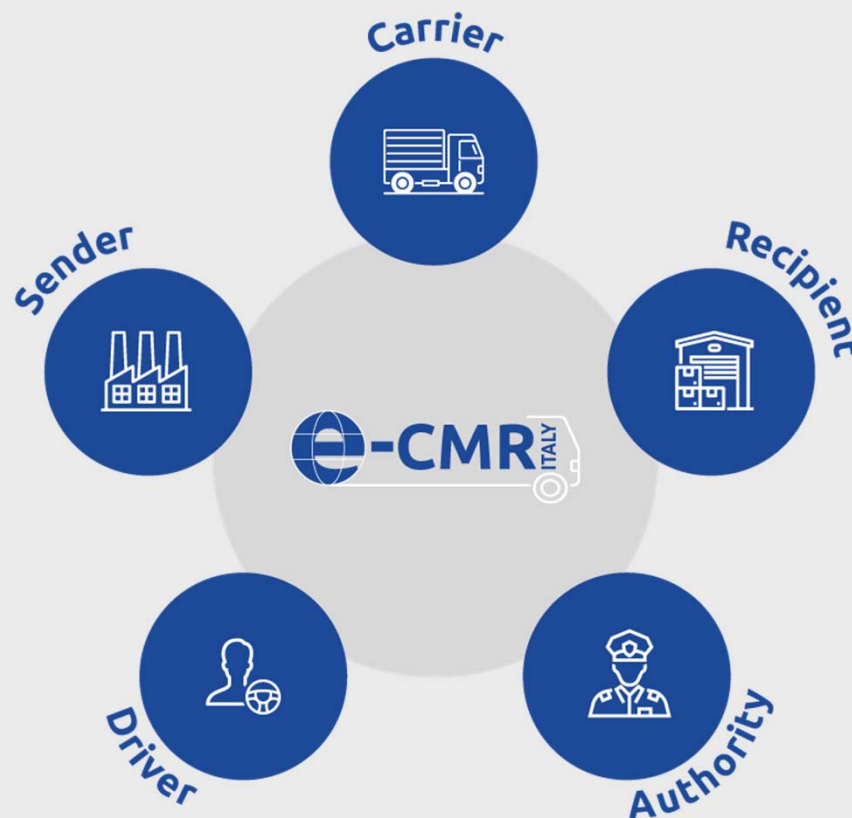 Carrier
Sender
Recipient
e-CMR ITALY
Driver
Authority